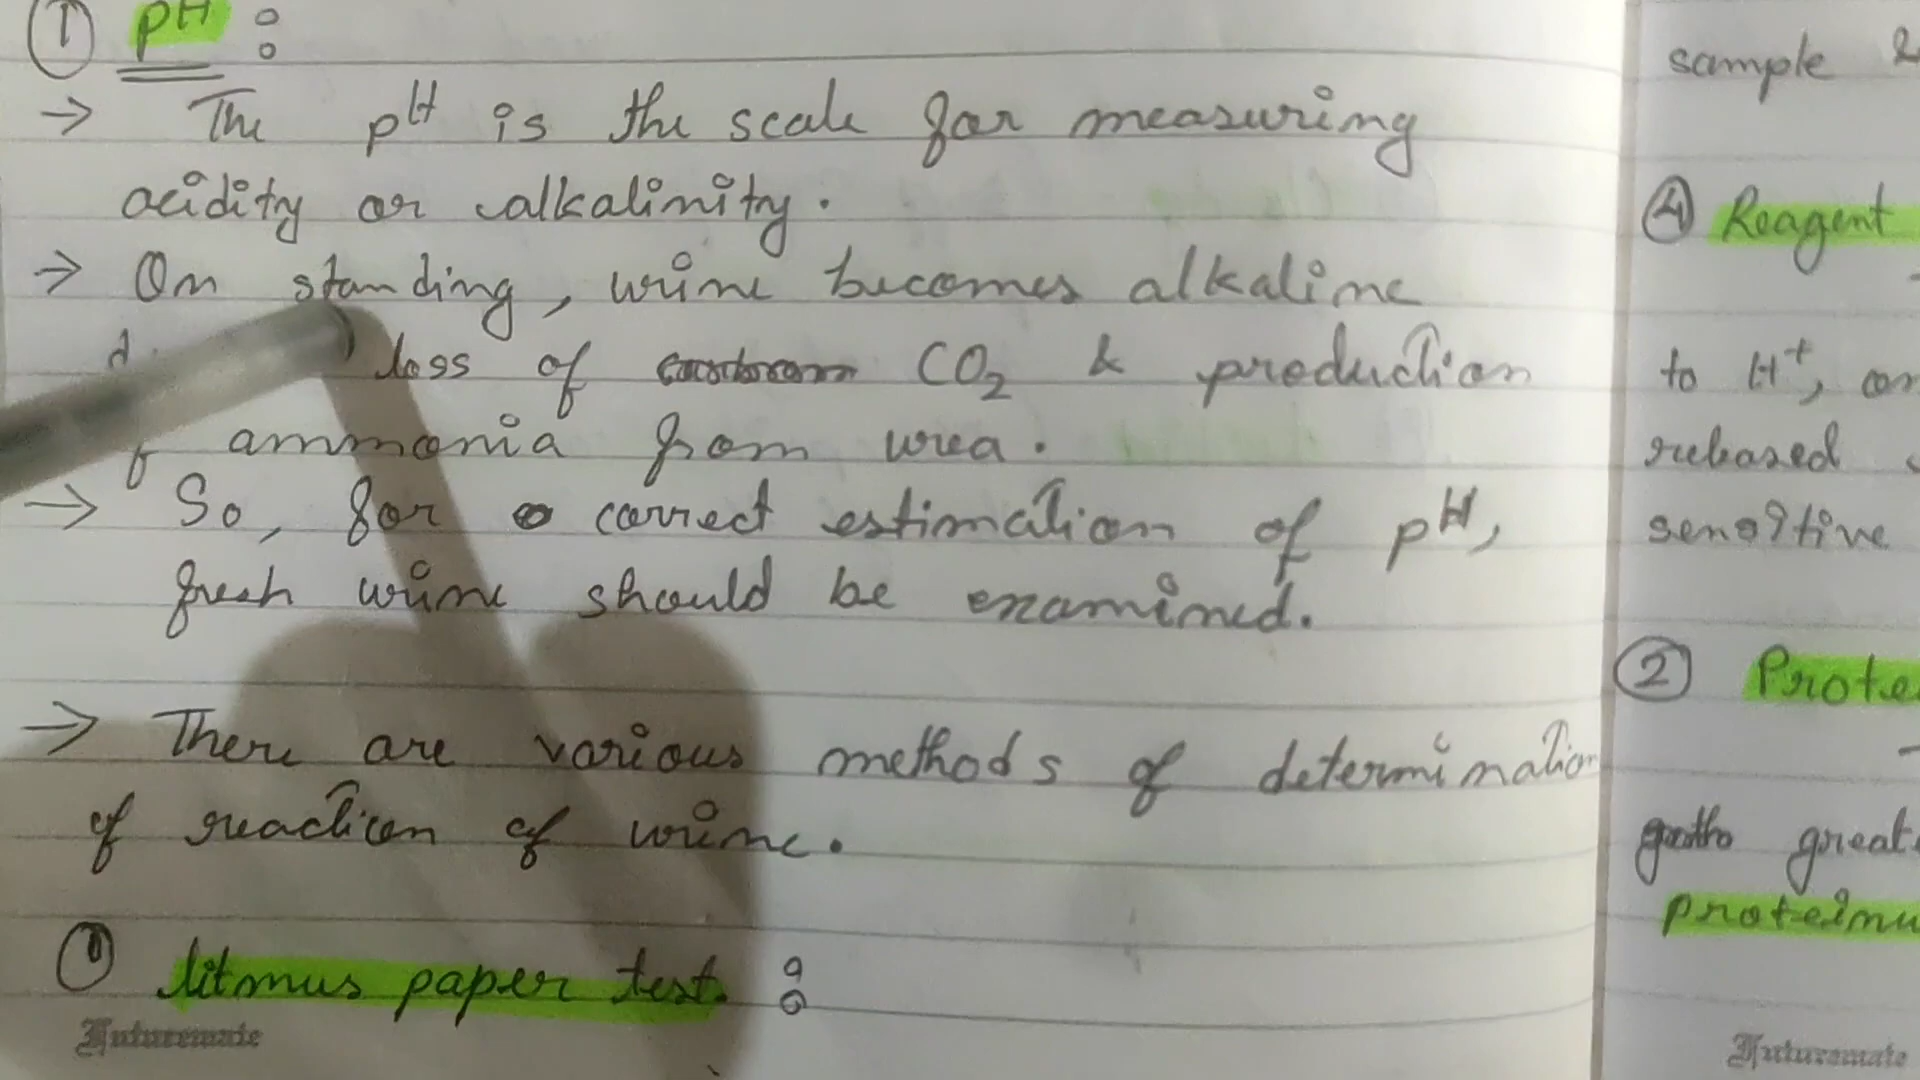 ① pH :
→ The pH is the scale for measuring
acidity or alkalinity.
→ On standing, urine becomes alkaline
loss of CO2 & production
of ammonia from urea.
→ So, for correct estimation of pH,
fresh urine should be examined.
→ There are various methods of determination
of reaction of urine.
① litmus paper test :
Futuremate
sample &
④ Reagent
to H+, or
released
sensitive
② Prote
great
proteinu
Futuremate